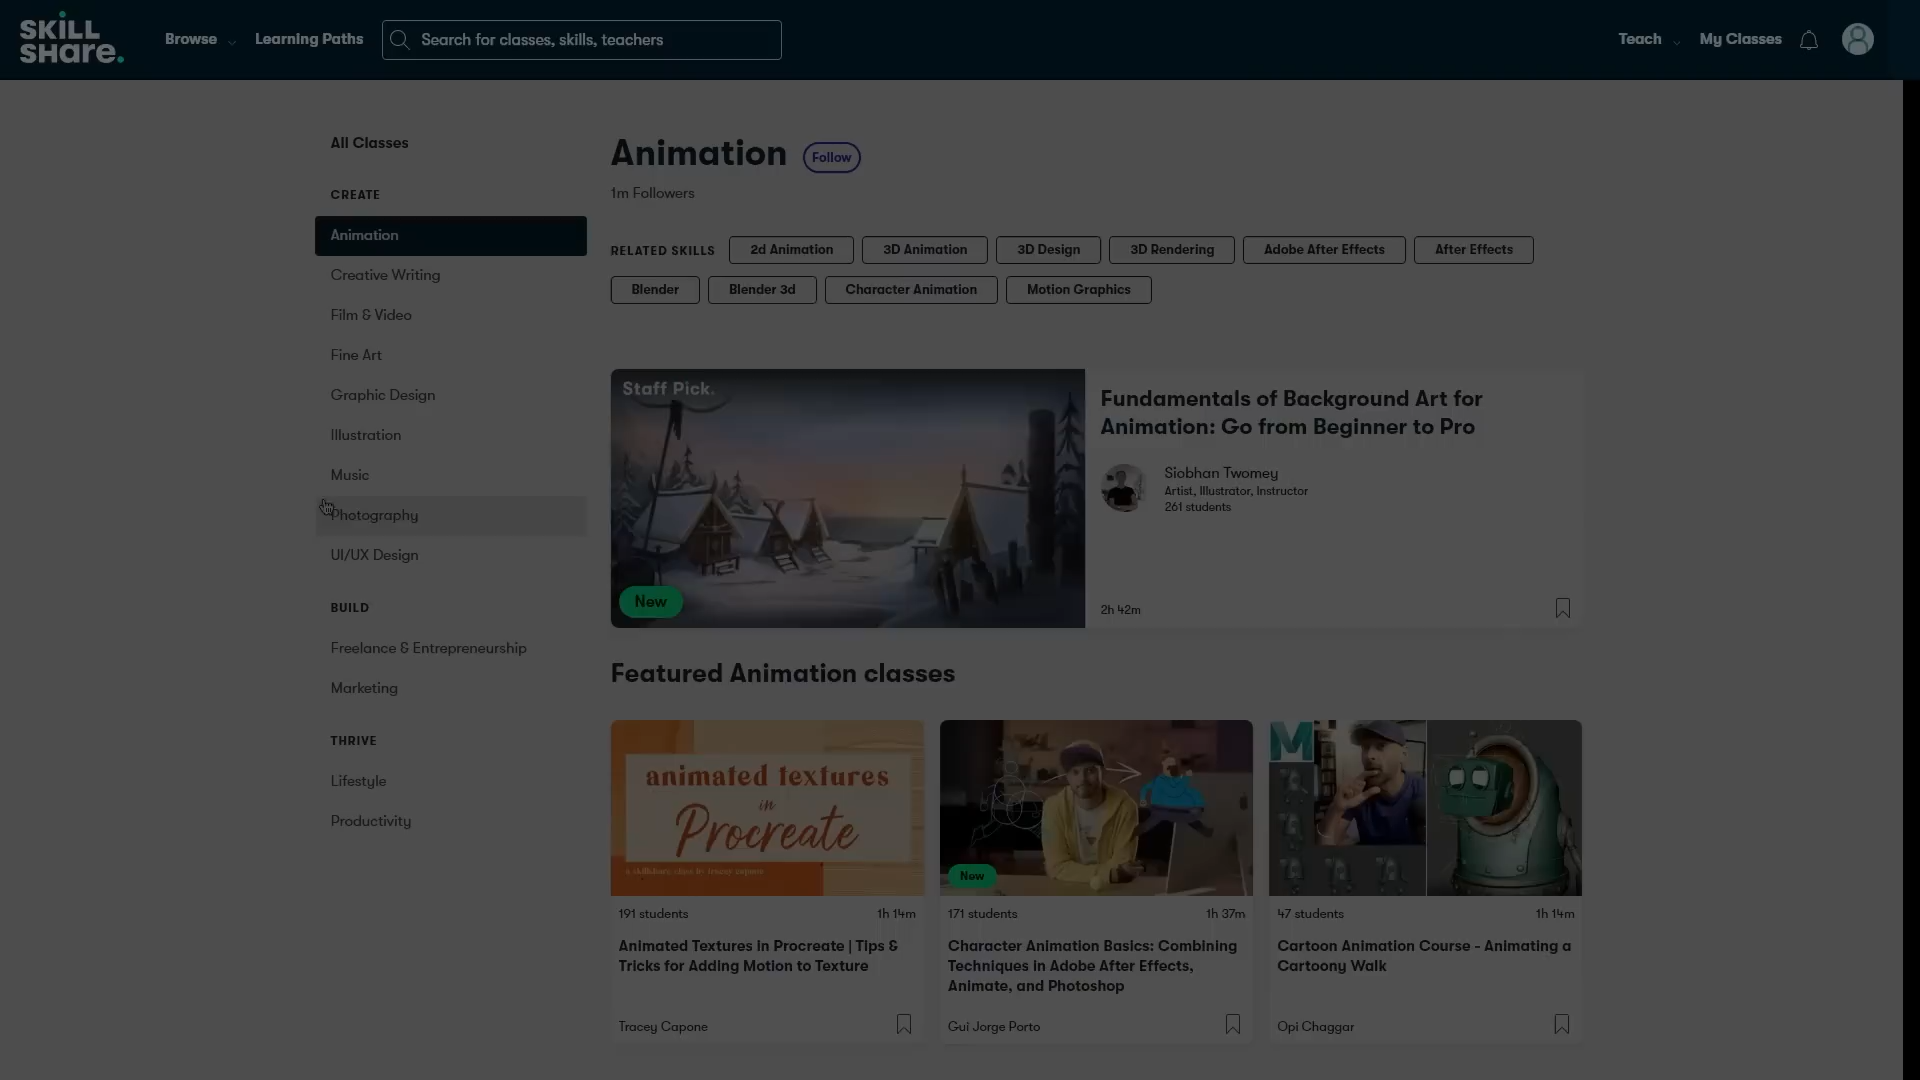 SKILL
SHARE.
Browse
Learning Paths
Search for classes, skills, teachers
Teach
My Classes
All Classes
CREATE
Animation
Creative Writing
Film & Video
Fine Art
Graphic Design
Illustration
Music
Photography
UI/UX Design
BUILD
Freelance & Entrepreneurship
Marketing
THRIVE
Lifestyle
Productivity
Animation
Follow
1m Followers
RELATED SKILLS
2d Animation
3D Animation
3D Design
3D Rendering
Adobe After Effects
After Effects
Blender
Blender 3d
Character Animation
Motion Graphics
Staff Pick.
New
Fundamentals of Background Art for
Animation: Go from Beginner to Pro
Siobhan Twomey
Artist, Illustrator, Instructor
261 students
2h 42m
Featured Animation classes
animated textures
in
Procreate
a skillshare class by tracey capone
191 students
1h 14m
Animated Textures in Procreate | Tips &
Tricks for Adding Motion to Texture
Tracey Capone
New
171 students
1h 37m
Character Animation Basics: Combining
Techniques in Adobe After Effects,
Animate, and Photoshop
Gui Jorge Porto
M
47 students
1h 14m
Cartoon Animation Course - Animating a
Cartoony Walk
Opi Chaggar